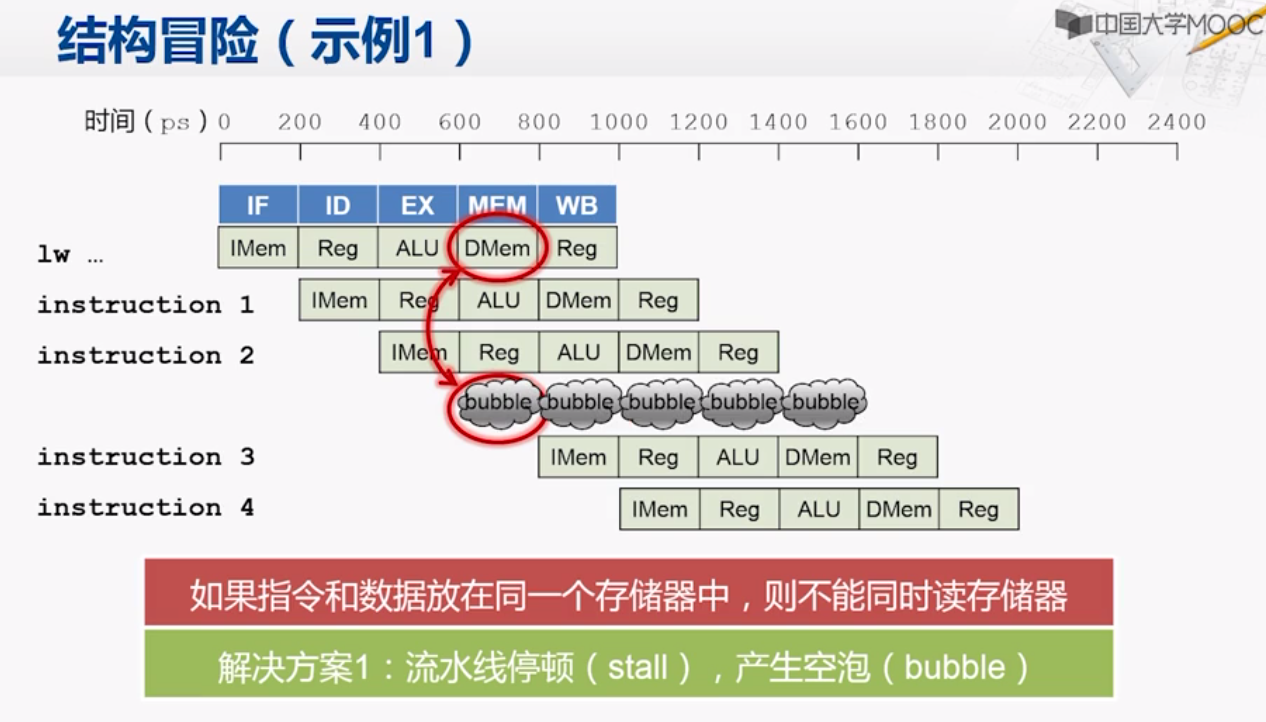 结构冒险（示例1）
中国大学MOOC
时间（ps）0 200 400 600 800 1000 1200 1400 1600 1800 2000 2200 2400
IF ID EX MEM WB
lw … IMem Reg ALU DMem Reg
instruction 1 IMem Reg ALU DMem Reg
instruction 2 IMem Reg ALU DMem Reg
bubble bubble bubble bubble bubble
instruction 3 IMem Reg ALU DMem Reg
instruction 4 IMem Reg ALU DMem Reg
如果指令和数据放在同一个存储器中，则不能同时读存储器
解决方案1：流水线停顿（stall），产生空泡（bubble）